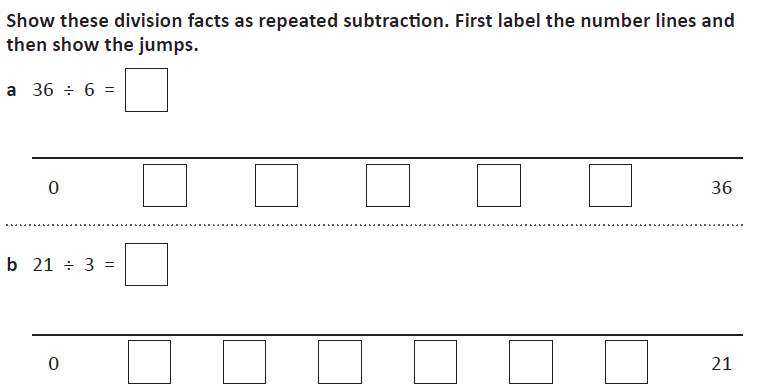 Show these division facts as repeated subtraction. First label the number lines and
then show the jumps.
a 36 ÷ 6 =
0 36
b 21 ÷ 3 =
0 21